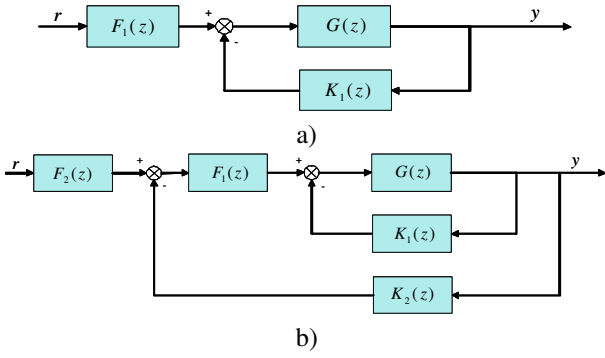 r F₁(z) + - G(z) y
K₁(z)
a)
r F₂(z) + - F₁(z) + - G(z) y
K₁(z)
K₂(z)
b)